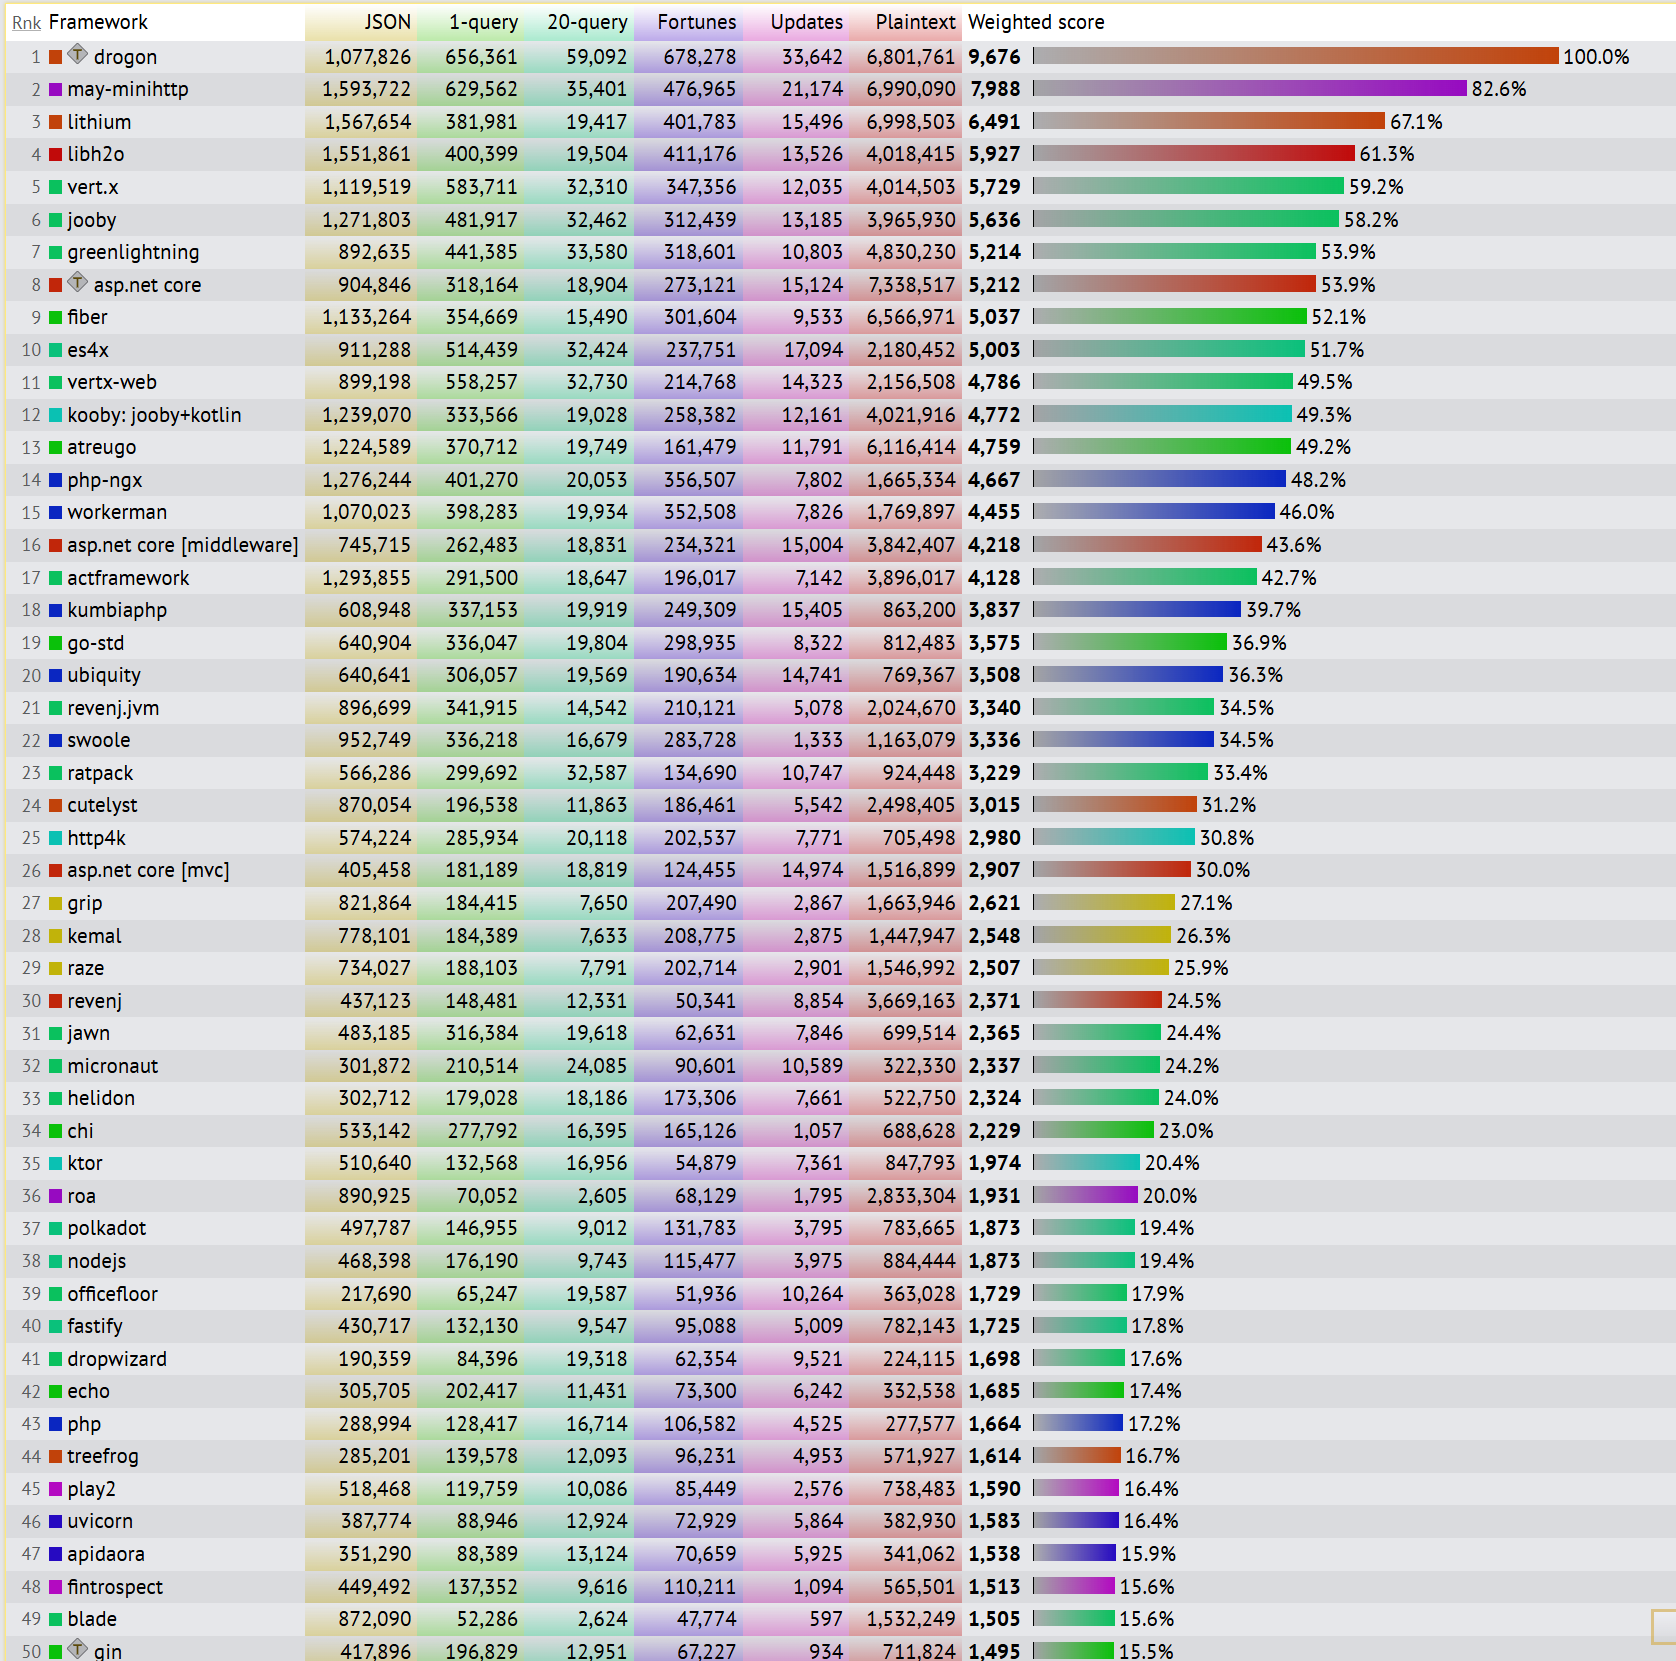 Rnk Framework JSON 1-query 20-query Fortunes Updates Plaintext Weighted score
1 T drogon 1,077,826 656,361 59,092 678,278 33,642 6,801,761 9,676 100.0%
2 may-minihttp 1,593,722 629,562 35,401 476,965 21,174 6,990,090 7,988 82.6%
3 lithium 1,567,654 381,981 19,417 401,783 15,496 6,998,503 6,491 67.1%
4 libh2o 1,551,861 400,399 19,504 411,176 13,526 4,018,415 5,927 61.3%
5 vert.x 1,119,519 583,711 32,310 347,356 12,035 4,014,503 5,729 59.2%
6 jooby 1,271,803 481,917 32,462 312,439 13,185 3,965,930 5,636 58.2%
7 greenlightning 892,635 441,385 33,580 318,601 10,803 4,830,230 5,214 53.9%
8 T asp.net core 904,846 318,164 18,904 273,121 15,124 7,338,517 5,212 53.9%
9 fiber 1,133,264 354,669 15,490 301,604 9,533 6,566,971 5,037 52.1%
10 es4x 911,288 514,439 32,424 237,751 17,094 2,180,452 5,003 51.7%
11 vertx-web 899,198 558,257 32,730 214,768 14,323 2,156,508 4,786 49.5%
12 kooby: jooby+kotlin 1,239,070 333,566 19,028 258,382 12,161 4,021,916 4,772 49.3%
13 atreugo 1,224,589 370,712 19,749 161,479 11,791 6,116,414 4,759 49.2%
14 php-ngx 1,276,244 401,270 20,053 356,507 7,802 1,665,334 4,667 48.2%
15 workerman 1,070,023 398,283 19,934 352,508 7,826 1,769,897 4,455 46.0%
16 asp.net core [middleware] 745,715 262,483 18,831 234,321 15,004 3,842,407 4,218 43.6%
17 actframework 1,293,855 291,500 18,647 196,017 7,142 3,896,017 4,128 42.7%
18 kumbiaphp 608,948 337,153 19,919 249,309 15,405 863,200 3,837 39.7%
19 go-std 640,904 336,047 19,804 298,935 8,322 812,483 3,575 36.9%
20 ubiquity 640,641 306,057 19,569 190,634 14,741 769,367 3,508 36.3%
21 revenj.jvm 896,699 341,915 14,542 210,121 5,078 2,024,670 3,340 34.5%
22 swoole 952,749 336,218 16,679 283,728 1,333 1,163,079 3,336 34.5%
23 ratpack 566,286 299,692 32,587 134,690 10,747 924,448 3,229 33.4%
24 cutelyst 870,054 196,538 11,863 186,461 5,542 2,498,405 3,015 31.2%
25 http4k 574,224 285,934 20,118 202,537 7,771 705,498 2,980 30.8%
26 asp.net core [mvc] 405,458 181,189 18,819 124,455 14,974 1,516,899 2,907 30.0%
27 grip 821,864 184,415 7,650 207,490 2,867 1,663,946 2,621 27.1%
28 kemal 778,101 184,389 7,633 208,775 2,875 1,447,947 2,548 26.3%
29 raze 734,027 188,103 7,791 202,714 2,901 1,546,992 2,507 25.9%
30 revenj 437,123 148,481 12,331 50,341 8,854 3,669,163 2,371 24.5%
31 jawn 483,185 316,384 19,618 62,631 7,846 699,514 2,365 24.4%
32 micronaut 301,872 210,514 24,085 90,601 10,589 322,330 2,337 24.2%
33 helidon 302,712 179,028 18,186 173,306 7,661 522,750 2,324 24.0%
34 chi 533,142 277,792 16,395 165,126 1,057 688,628 2,229 23.0%
35 ktor 510,640 132,568 16,956 54,879 7,361 847,793 1,974 20.4%
36 roa 890,925 70,052 2,605 68,129 1,795 2,833,304 1,931 20.0%
37 polkadot 497,787 146,955 9,012 131,783 3,795 783,665 1,873 19.4%
38 nodejs 468,398 176,190 9,743 115,477 3,975 884,444 1,873 19.4%
39 officefloor 217,690 65,247 19,587 51,936 10,264 363,028 1,729 17.9%
40 fastify 430,717 132,130 9,547 95,088 5,009 782,143 1,725 17.8%
41 dropwizard 190,359 84,396 19,318 62,354 9,521 224,115 1,698 17.6%
42 echo 305,705 202,417 11,431 73,300 6,242 332,538 1,685 17.4%
43 php 288,994 128,417 16,714 106,582 4,525 277,577 1,664 17.2%
44 treefrog 285,201 139,578 12,093 96,231 4,953 571,927 1,614 16.7%
45 play2 518,468 119,759 10,086 85,449 2,576 738,483 1,590 16.4%
46 uvicorn 387,774 88,946 12,924 72,929 5,864 382,930 1,583 16.4%
47 apidaora 351,290 88,389 13,124 70,659 5,925 341,062 1,538 15.9%
48 fintrospect 449,492 137,352 9,616 110,211 1,094 565,501 1,513 15.6%
49 blade 872,090 52,286 2,624 47,774 597 1,532,249 1,505 15.6%
50 T gin 417,896 196,829 12,951 67,227 934 711,824 1,495 15.5%